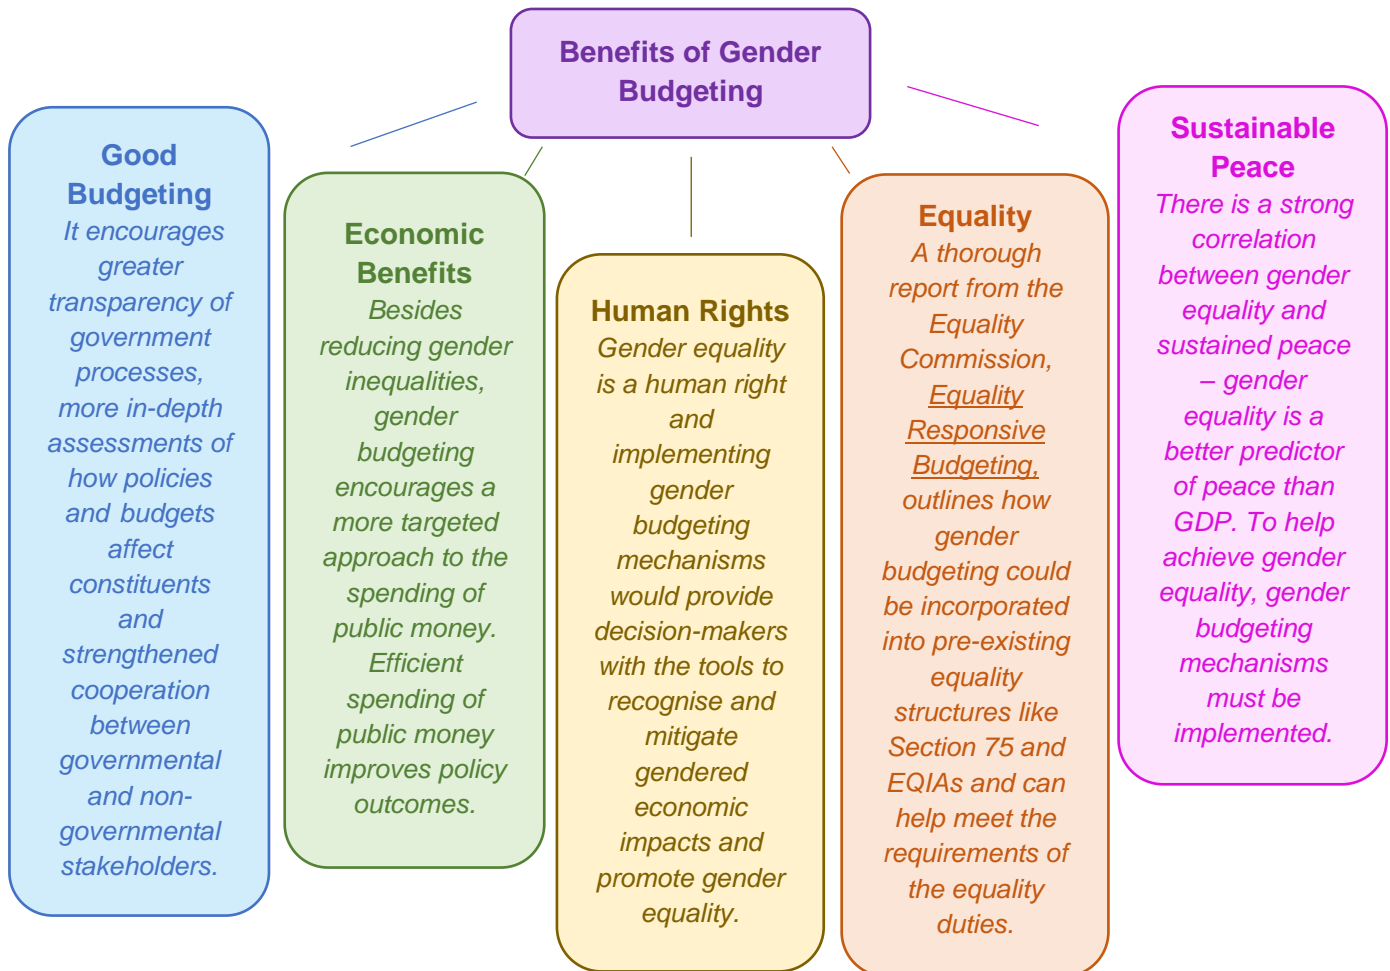 Benefits of Gender
Budgeting
Good
Budgeting
It encourages
greater
transparency of
government
processes,
more in-depth
assessments of
how policies
and budgets
affect
constituents
and
strengthened
cooperation
between
governmental
and non-
governmental
stakeholders.
Economic
Benefits
Besides
reducing gender
inequalities,
gender
budgeting
encourages a
more targeted
approach to the
spending of
public money.
Efficient
spending of
public money
improves policy
outcomes.
Human Rights
Gender equality
is a human right
and
implementing
gender
budgeting
mechanisms
would provide
decision-makers
with the tools to
recognise and
mitigate
gendered
economic
impacts and
promote gender
equality.
Equality
A thorough
report from the
Equality
Commission,
Equality
Responsive
Budgeting,
outlines how
gender
budgeting could
be incorporated
into pre-existing
equality
structures like
Section 75 and
EQIAs and can
help meet the
requirements of
the equality
duties.
Sustainable
Peace
There is a strong
correlation
between gender
equality and
sustained peace
– gender
equality is a
better predictor
of peace than
GDP. To help
achieve gender
equality, gender
budgeting
mechanisms
must be
implemented.